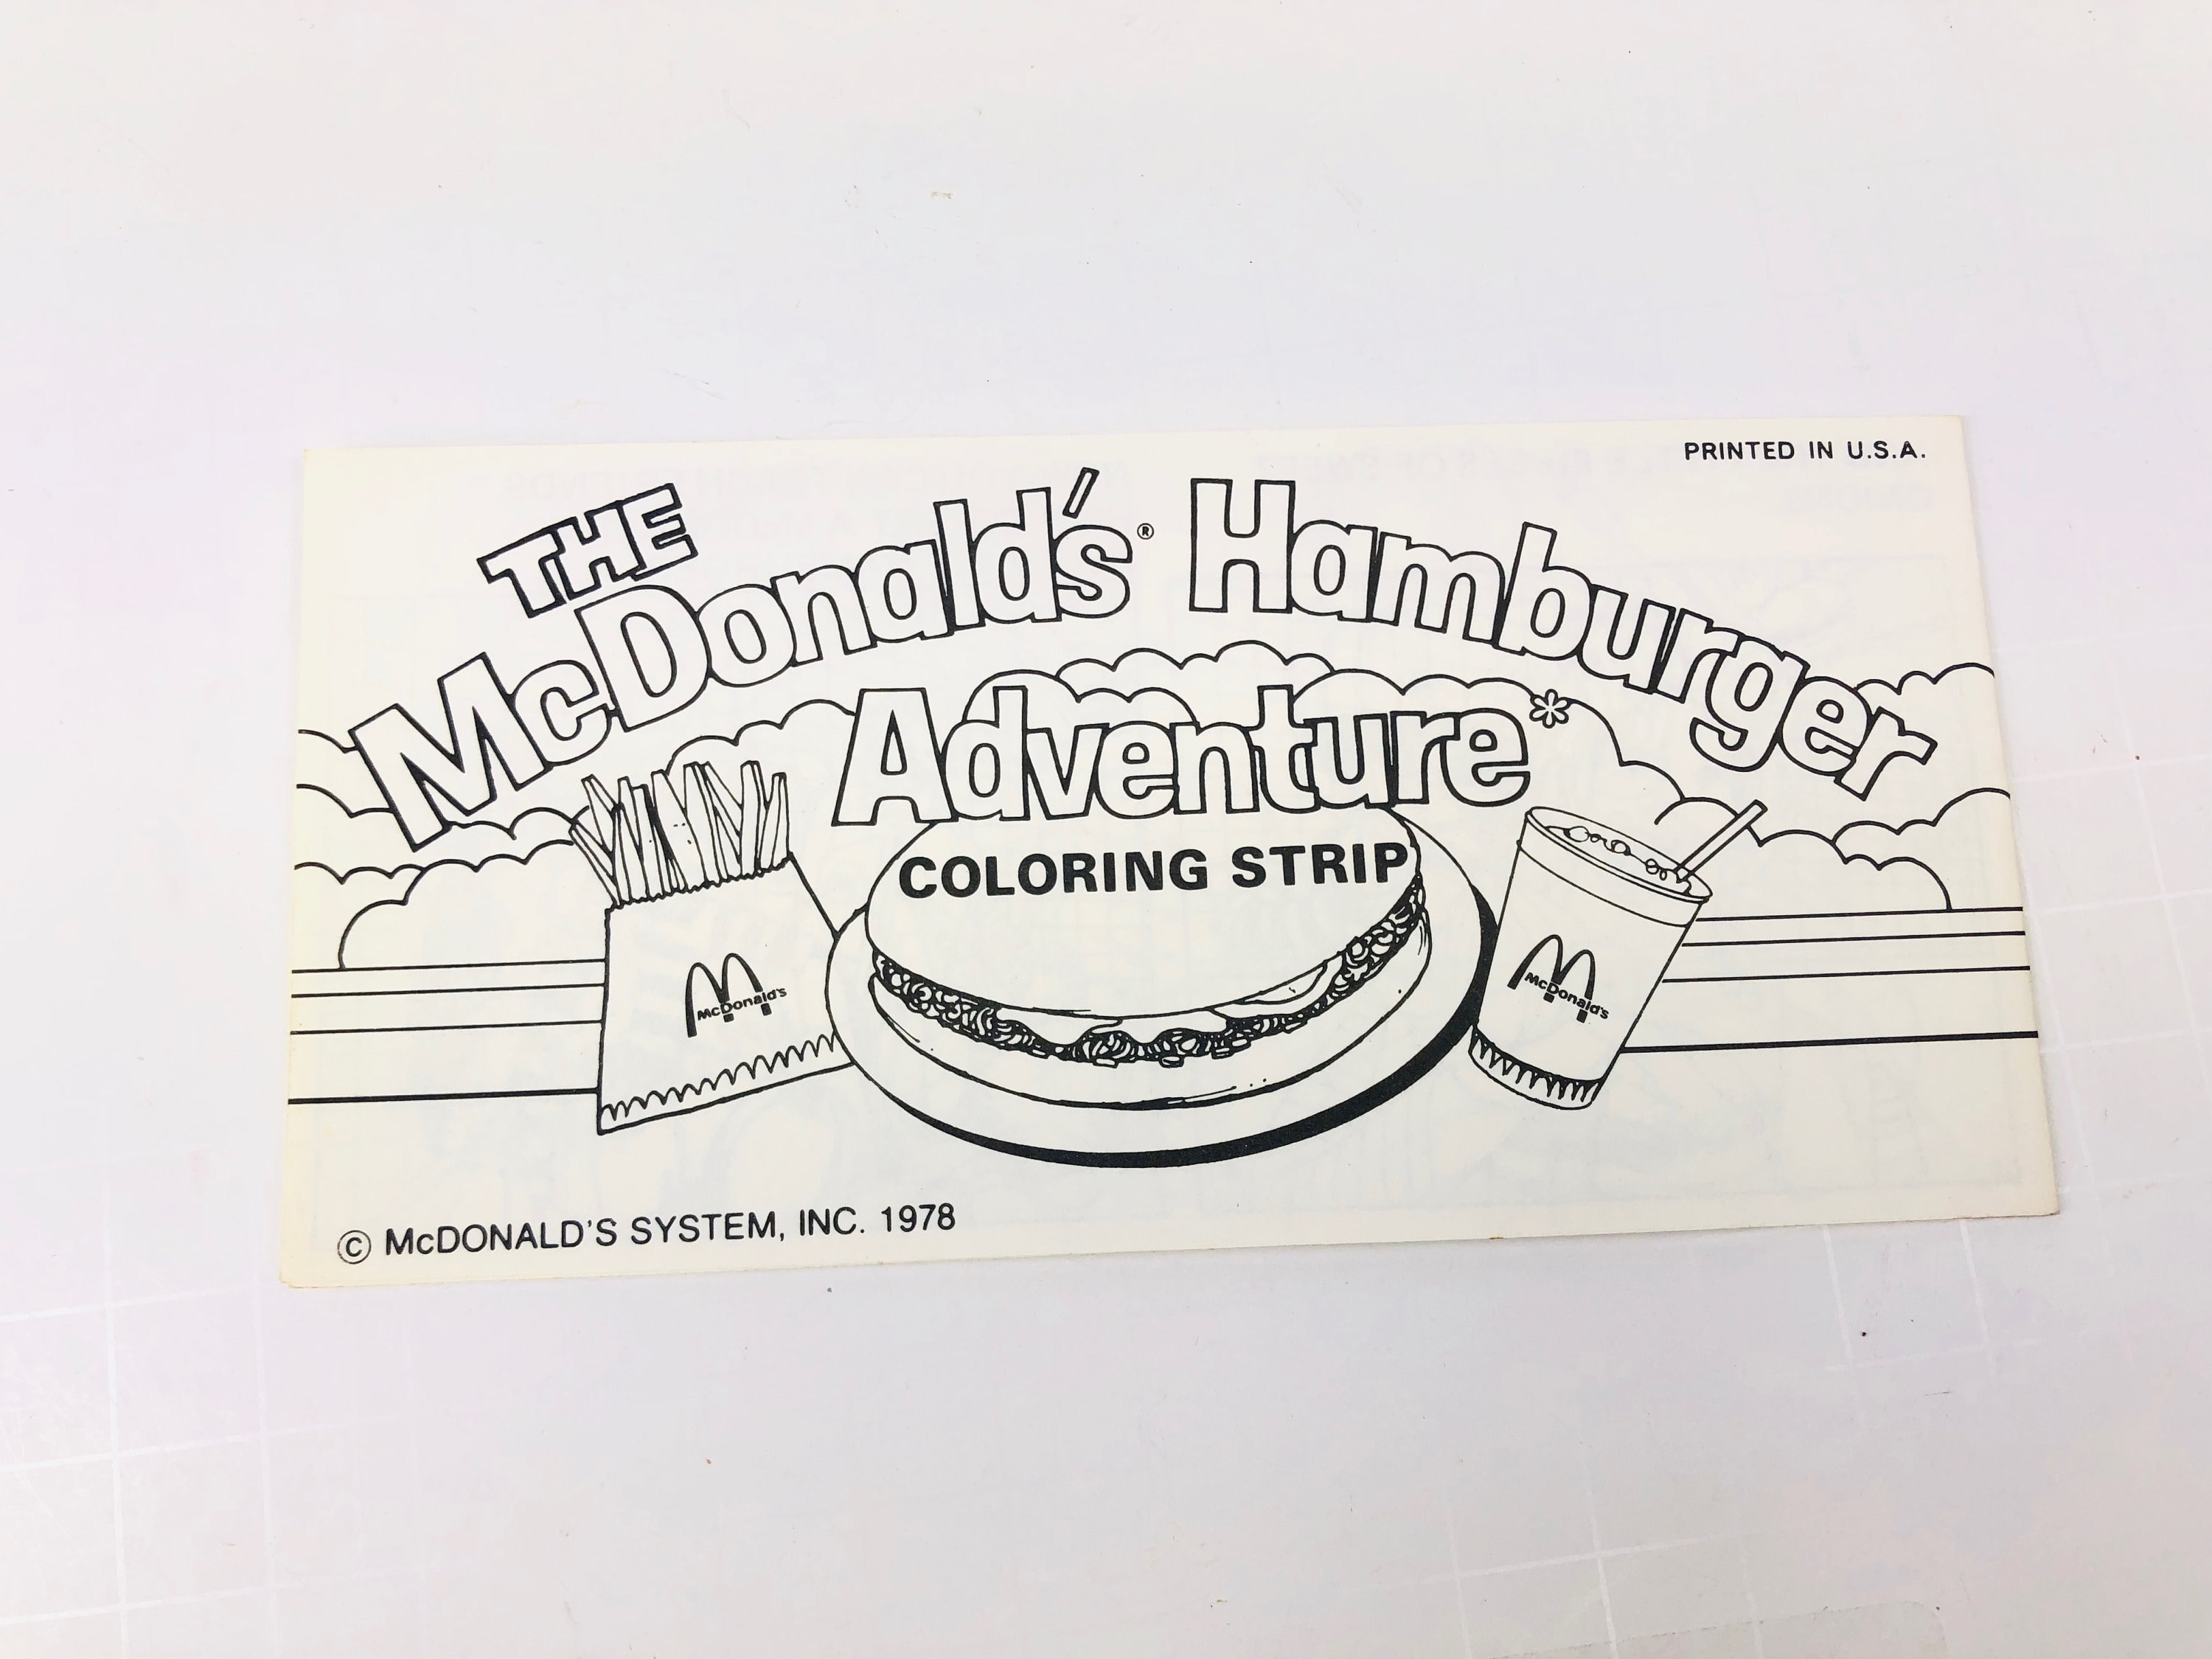 PRINTED IN U.S.A.
THE
McDonald's® Hamburger
Adventure*
COLORING STRIP
McDonald's
McDonald's
© McDONALD'S SYSTEM, INC. 1978